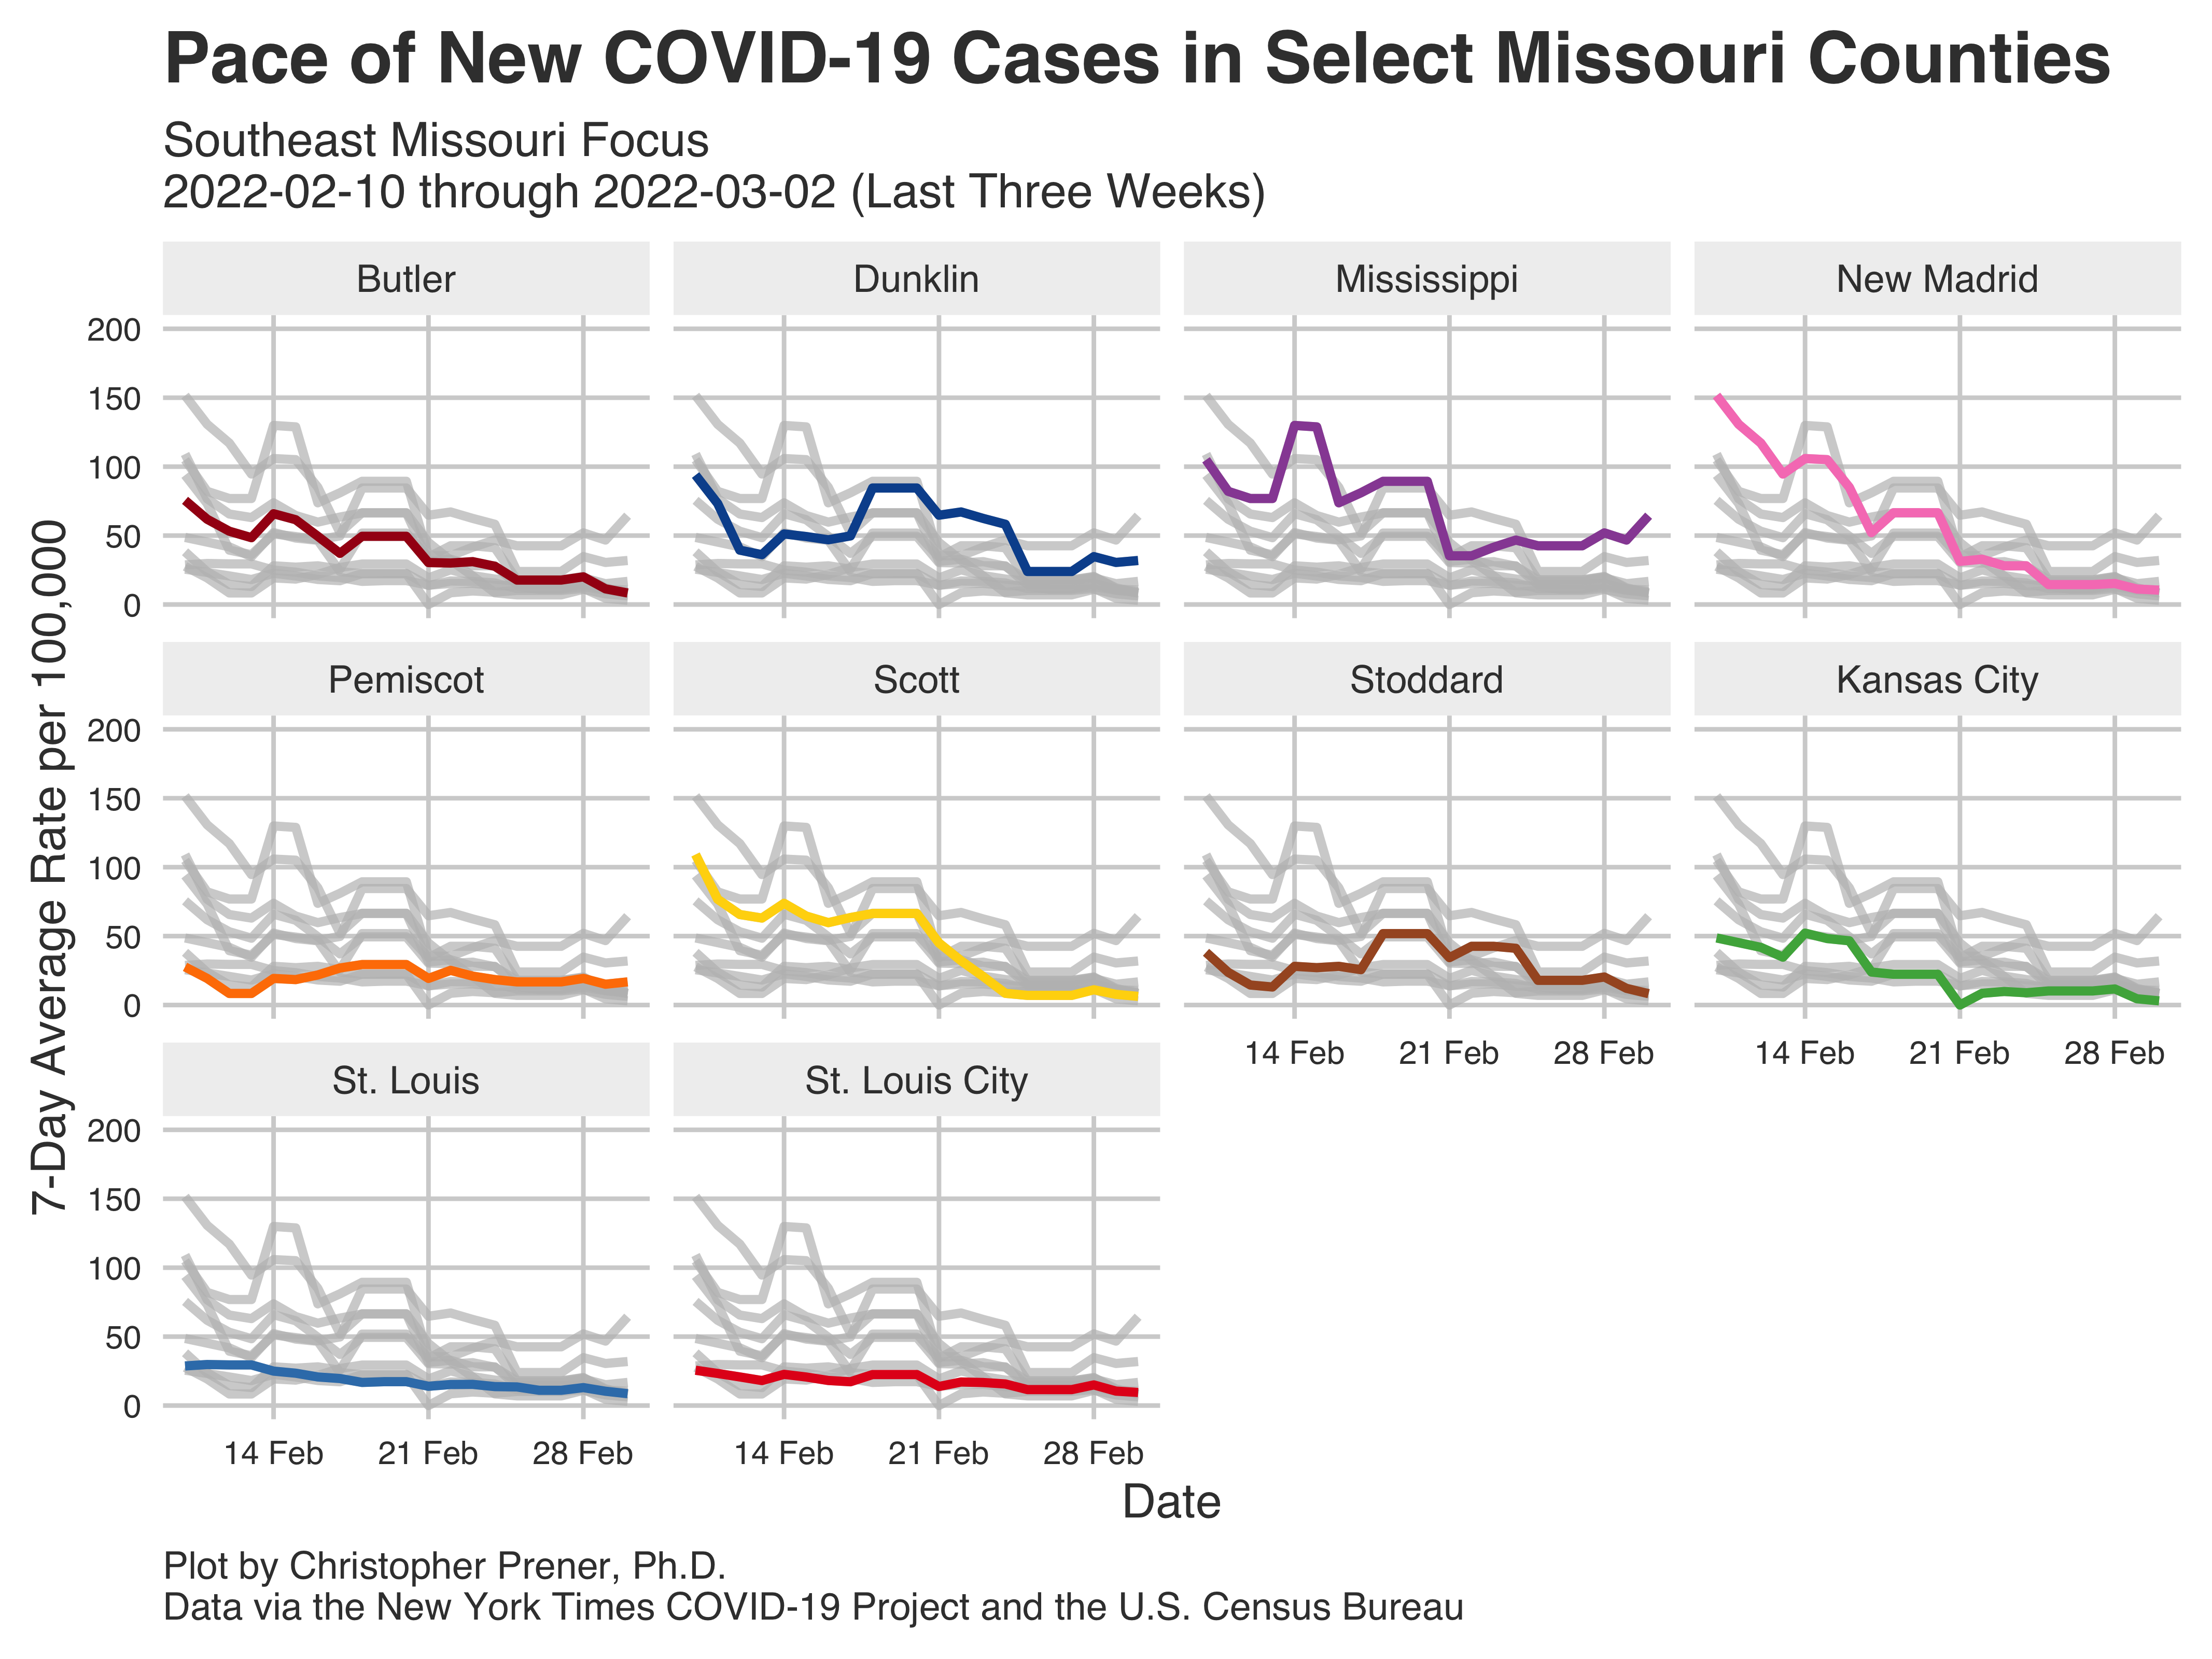 Pace of New COVID-19 Cases in Select Missouri Counties
Southeast Missouri Focus
2022-02-10 through 2022-03-02 (Last Three Weeks)
7-Day Average Rate per 100,000
Butler
Dunklin
Mississippi
New Madrid
200
150
100
50
0
Pemiscot
Scott
Stoddard
Kansas City
200
150
100
50
0
14 Feb 21 Feb 28 Feb
14 Feb 21 Feb 28 Feb
St. Louis
St. Louis City
200
150
100
50
0
14 Feb 21 Feb 28 Feb
14 Feb 21 Feb 28 Feb
Date
Plot by Christopher Prener, Ph.D.
Data via the New York Times COVID-19 Project and the U.S. Census Bureau